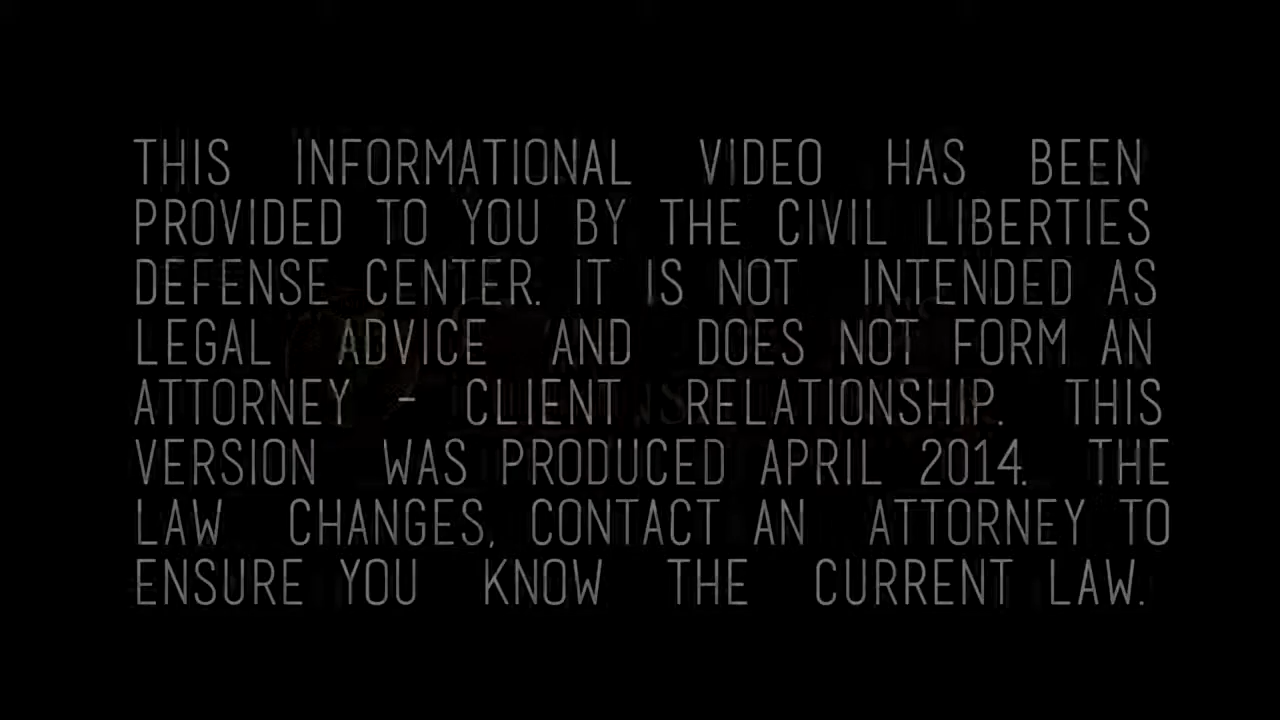 THIS INFORMATIONAL VIDEO HAS BEEN
PROVIDED TO YOU BY THE CIVIL LIBERTIES
DEFENSE CENTER. IT IS NOT INTENDED AS
LEGAL ADVICE AND DOES NOT FORM AN
ATTORNEY - CLIENT RELATIONSHIP. THIS
VERSION WAS PRODUCED APRIL 2014. THE
LAW CHANGES, CONTACT AN ATTORNEY TO
ENSURE YOU KNOW THE CURRENT LAW.